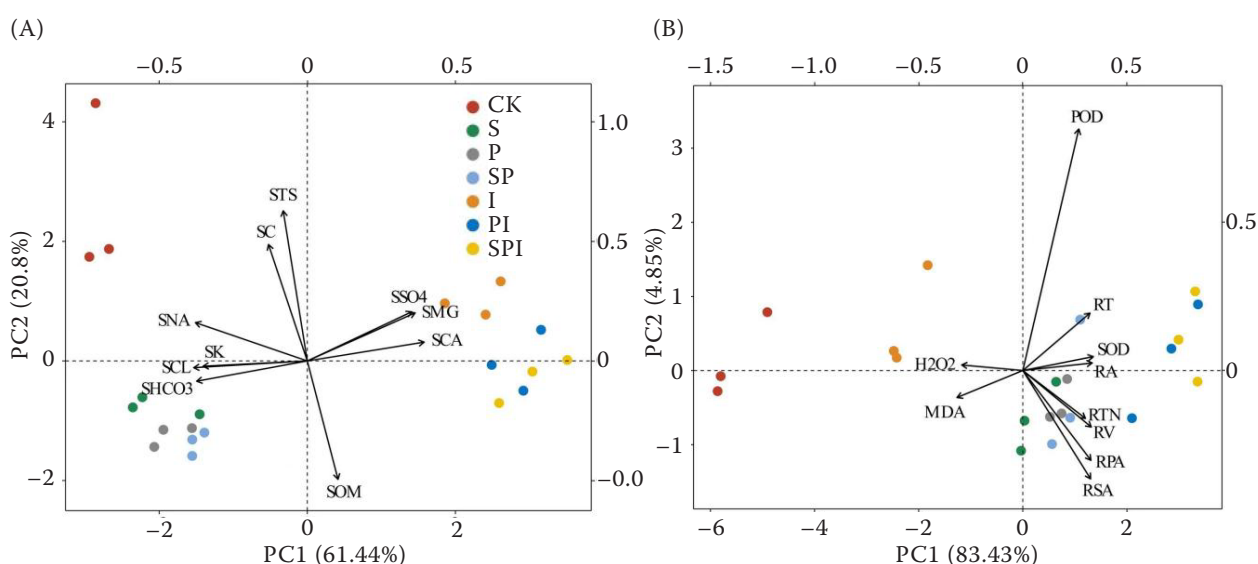 (A)
−0.5 0 0.5
4
2
0
−2
PC2 (20.8%)
1.0
0.5
0
−0.0
−2 0 2
PC1 (61.44%)
CK
S
P
SP
I
PI
SPI
STS
SC
SSO4
SMG
SNA
SCA
SK
SCL
SHCO3
SOM
(B)
−1.5 −1.0 −0.5 0 0.5
3
2
1
0
−1
PC2 (4.85%)
0.5
0
−6 −4 −2 0 2
PC1 (83.43%)
POD
RT
SOD
H2O2
RA
MDA
RTN
RV
RPA
RSA